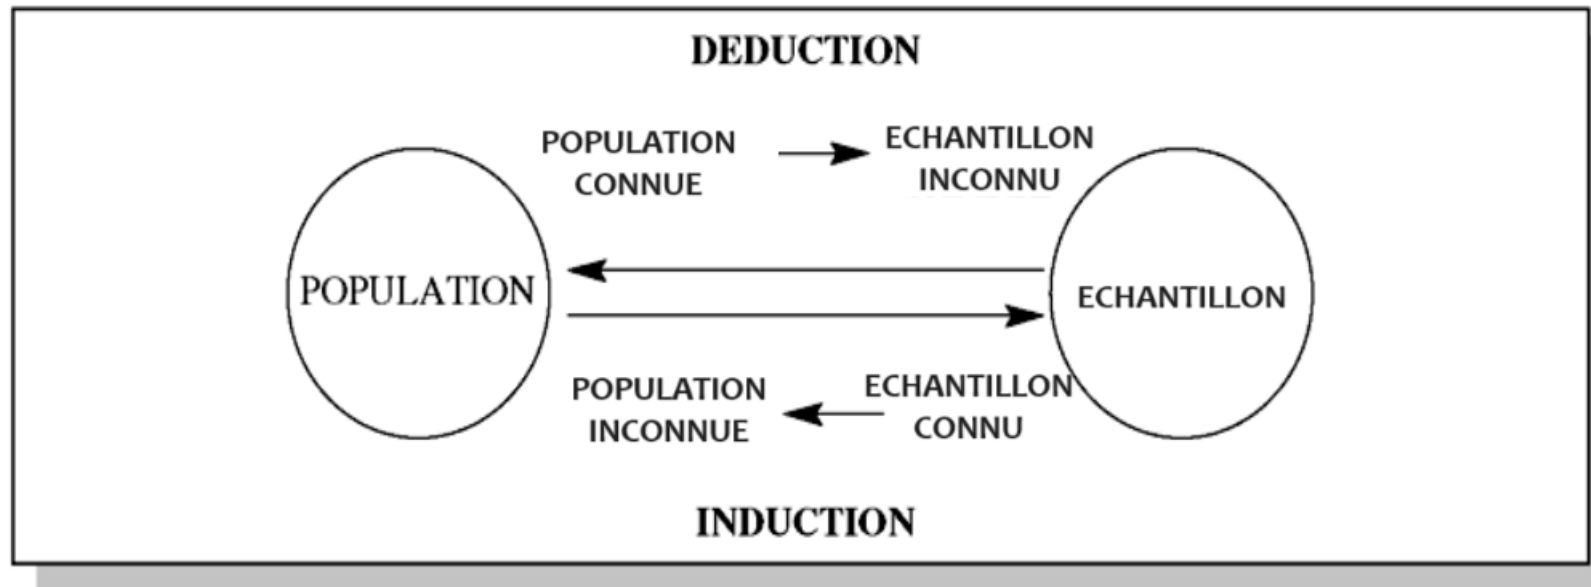 DEDUCTION
POPULATION
CONNUE
ECHANTILLON
INCONNU
POPULATION
ECHANTILLON
POPULATION
INCONNUE
ECHANTILLON
CONNU
INDUCTION